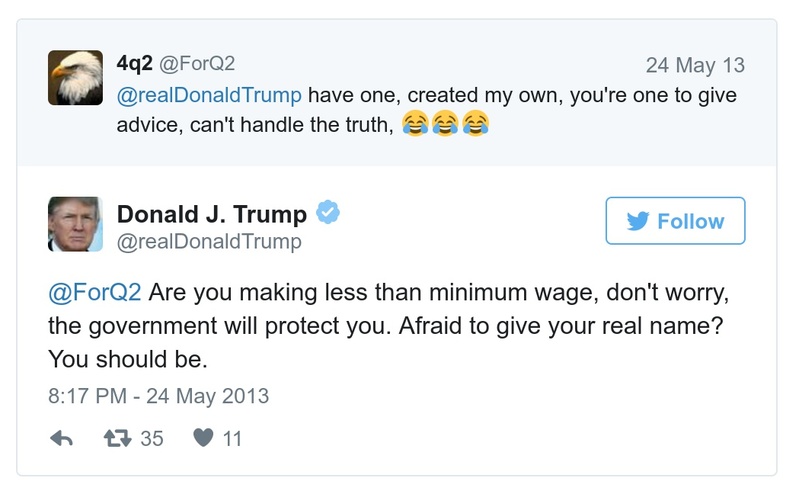 4q2 @ForQ2 24 May 13
@realDonaldTrump have one, created my own, you're one to give
advice, can't handle the truth, 😂😂😂
Donald J. Trump
@realDonaldTrump
Follow
@ForQ2 Are you making less than minimum wage, don't worry,
the government will protect you. Afraid to give your real name?
You should be.
8:17 PM - 24 May 2013
35 11